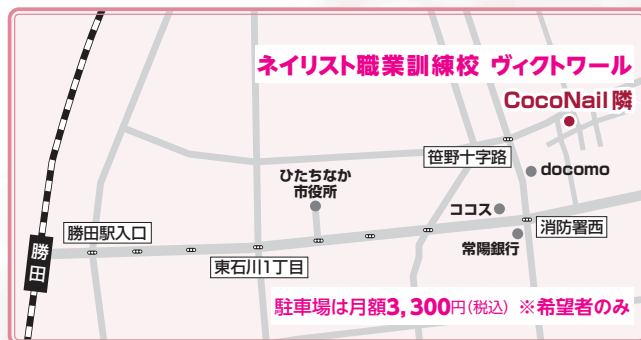 ネイリスト職業訓練校 ヴィクトワール
CocoNail隣
笹野十字路
docomo
ひたちなか
市役所
ココス
消防署西
勝田駅入口
常陽銀行
勝田
東石川1丁目
駐車場は月額3,300円(税込) ※希望者のみ